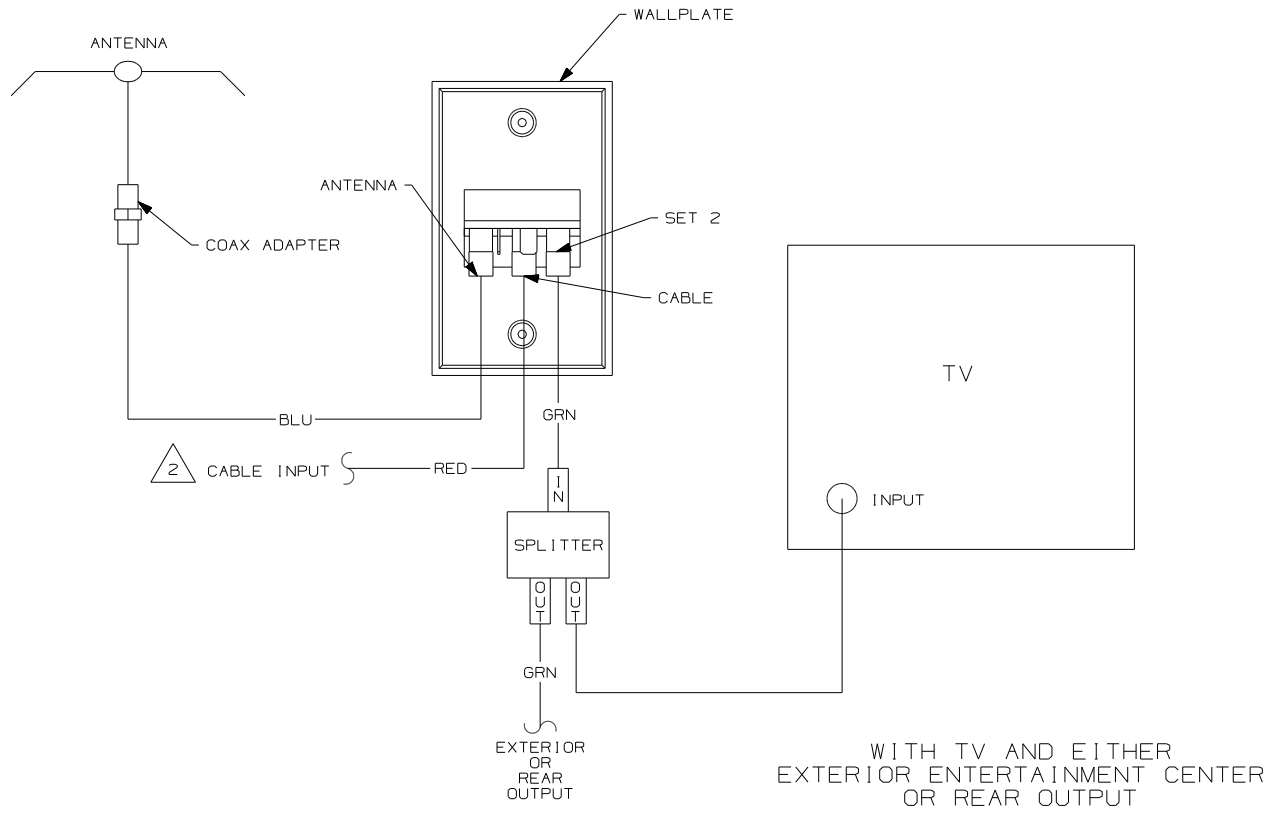 WALLPLATE
ANTENNA
ANTENNA
SET 2
COAX ADAPTER
CABLE
TV
BLU
GRN
2 CABLE INPUT
RED
IN
INPUT
SPLITTER
OUT
OUT
GRN
EXTERIOR
OR
REAR
OUTPUT
WITH TV AND EITHER
EXTERIOR ENTERTAINMENT CENTER
OR REAR OUTPUT